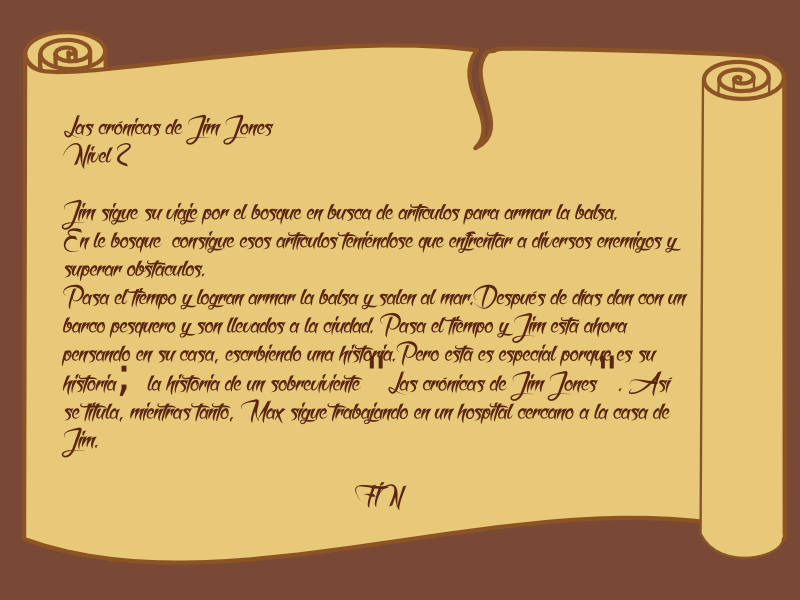 Las crónicas de Jim Jones
Nivel 2
Jim sigue su viaje por el bosque en busca de artículos para armar la balsa.
En le bosque consigue esos artículos teniéndose que enfrentar a diversos enemigos y
superar obstáculos.
Pasa el tiempo y logran armar la balsa y salen al mar. Después de días dan con un
barco pesquero y son llevados a la ciudad. Pasa el tiempo y Jim está ahora
pensando en su casa, escrbiendo una historia. Pero está es especial porque es su
historia; la historia de un sobreviviente " Las crónicas de Jim Jones " . Así
se titula, mientras tanto, Max sigue trabajando en un hospital cercano a la casa de
Jim.
FIN